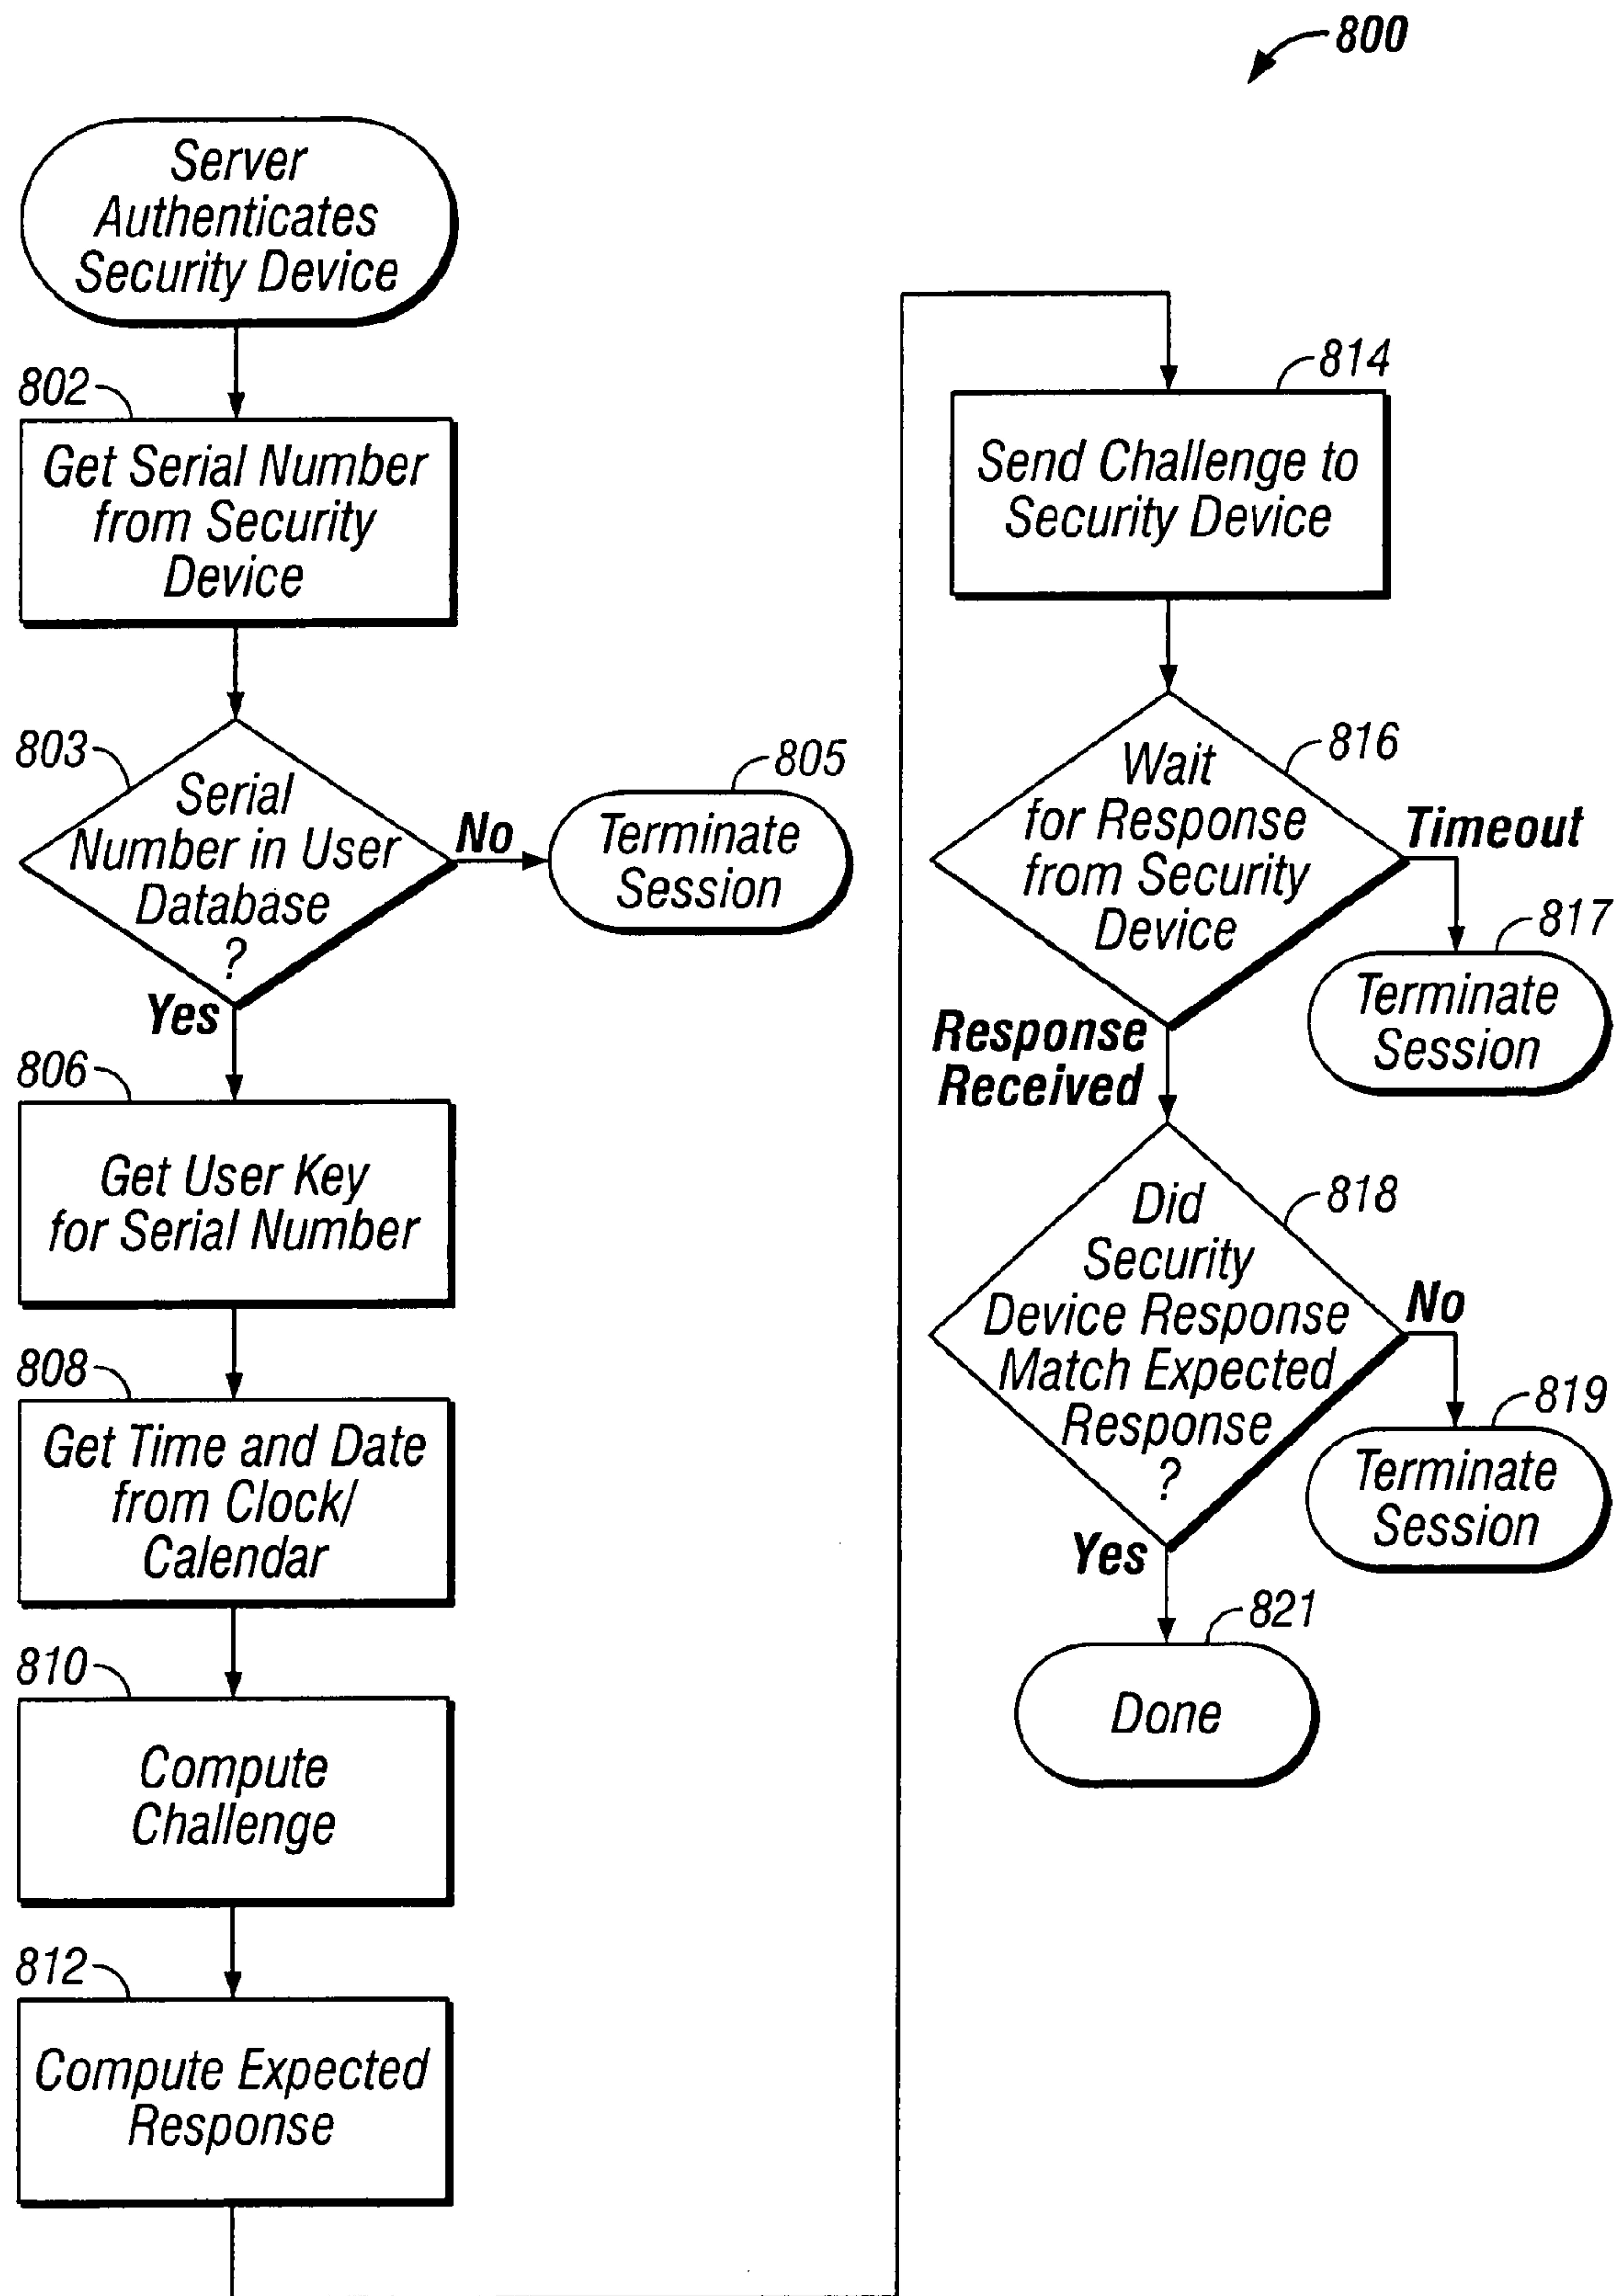 800
Server
Authenticates
Security Device
802
Get Serial Number
from Security
Device
803
Serial
Number in User
Database
?
No
805
Terminate
Session
Yes
806
Get User Key
for Serial Number
808
Get Time and Date
from Clock/
Calendar
810
Compute
Challenge
812
Compute Expected
Response
814
Send Challenge to
Security Device
816
Wait
for Response
from Security
Device
Timeout
817
Terminate
Session
Response
Received
818
Did
Security
Device Response
Match Expected
Response
?
No
819
Terminate
Session
Yes
821
Done